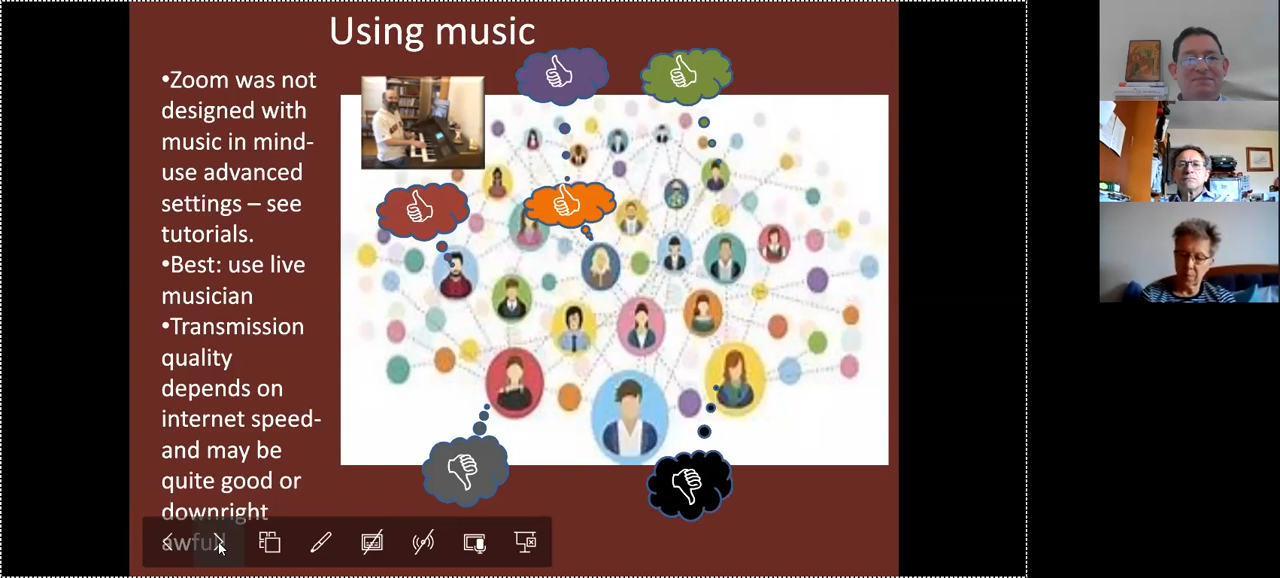 Using music
•Zoom was not
designed with
music in mind-
use advanced
settings – see
tutorials.
•Best: use live
musician
•Transmission
quality
depends on
internet speed-
and may be
quite good or
downright
awful!